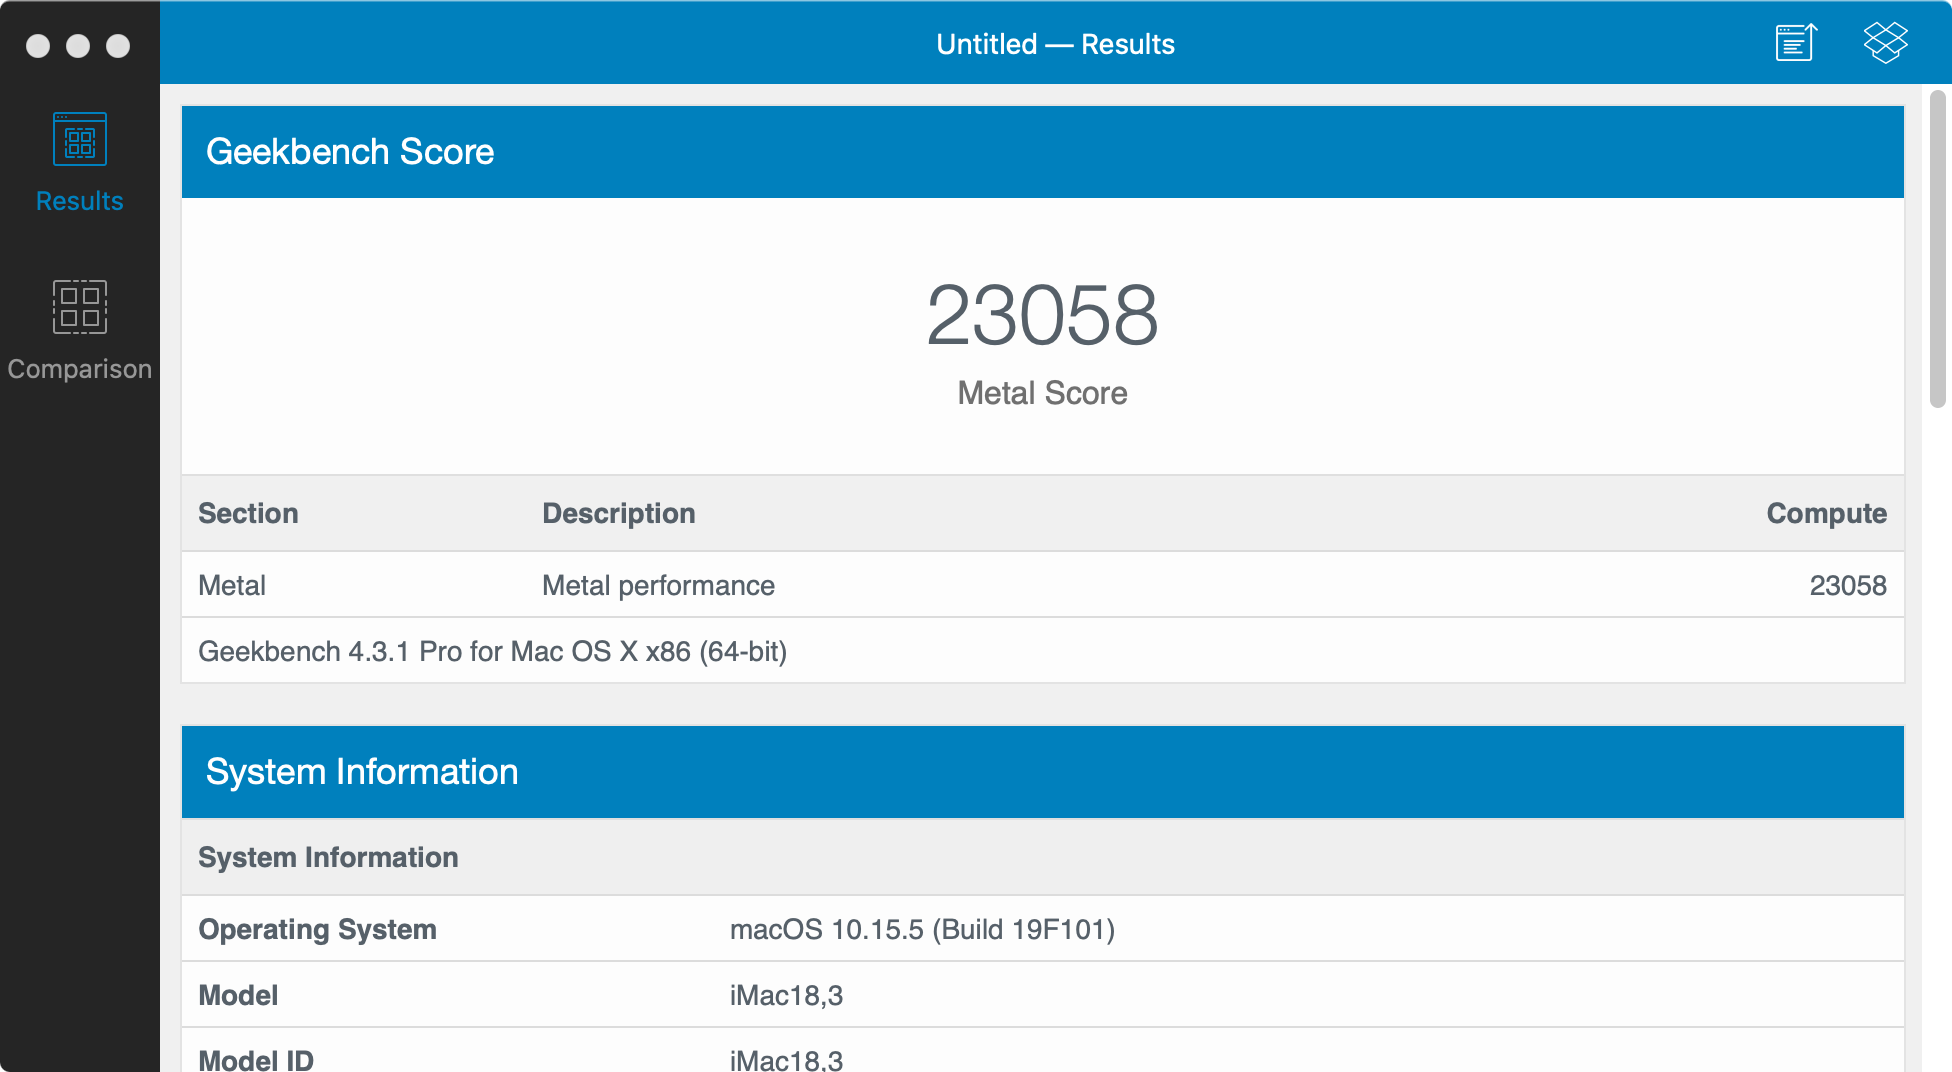 Untitled — Results
Results
Comparison
Geekbench Score
23058
Metal Score
Section Description Compute
Metal Metal performance 23058
Geekbench 4.3.1 Pro for Mac OS X x86 (64-bit)
System Information
System Information
Operating System macOS 10.15.5 (Build 19F101)
Model iMac18,3
Model ID iMac18,3